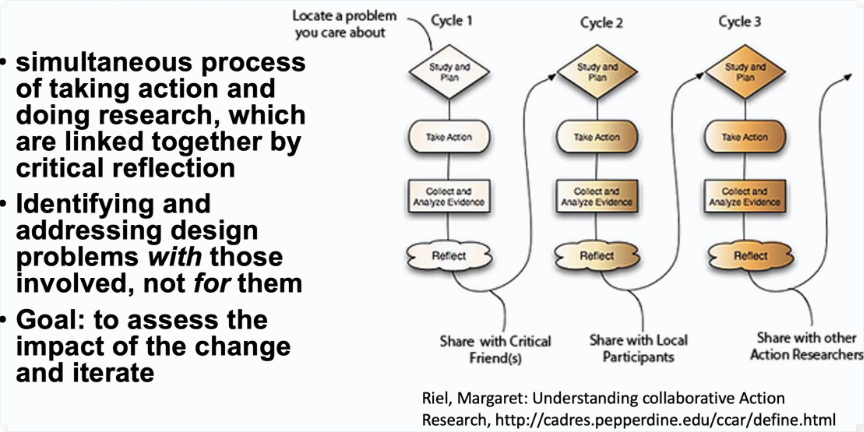 • simultaneous process
of taking action and
doing research, which
are linked together by
critical reflection
• Identifying and
addressing design
problems with those
involved, not for them
• Goal: to assess the
impact of the change
and iterate
Locate a problem
you care about
Cycle 1
Study and
Plan
Take Action
Collect and
Analyze Evidence
Reflect
Share with Critical
Friend(s)
Cycle 2
Study and
Plan
Take Action
Collect and
Analyze Evidence
Reflect
Share with Local
Participants
Cycle 3
Study and
Plan
Take Action
Collect and
Analyze Evidence
Reflect
Share with other
Action Researchers
Riel, Margaret: Understanding collaborative Action
Research, http://cadres.pepperdine.edu/ccar/define.html